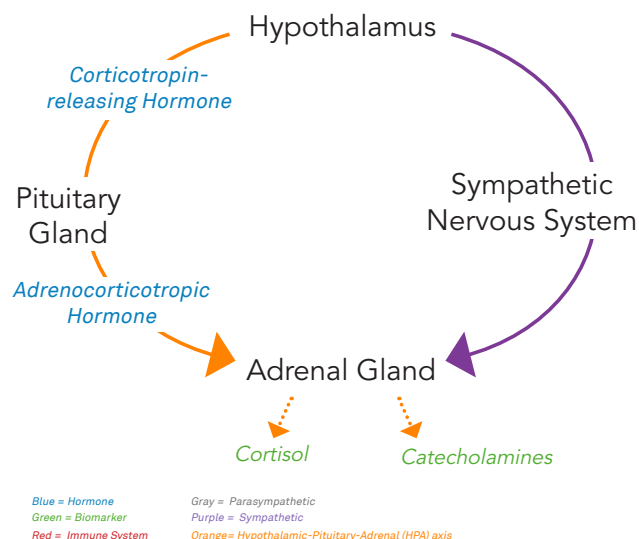 Hypothalamus
Corticotropin-
releasing Hormone
Pituitary
Gland
Sympathetic
Nervous System
Adrenocorticotropic
Hormone
Adrenal Gland
Cortisol
Catecholamines
Blue = Hormone
Green = Biomarker
Red = Immune System
Gray = Parasympathetic
Purple = Sympathetic
Orange= Hypothalamic-Pituitary-Adrenal (HPA) axis